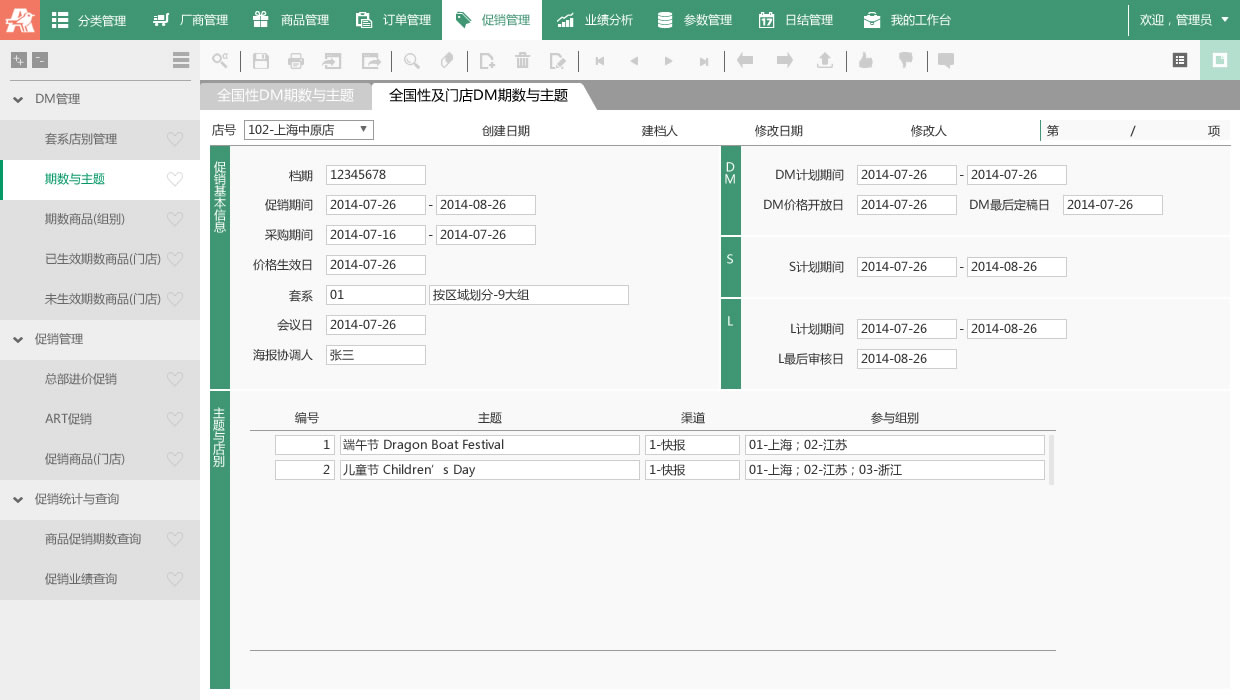 分类管理 厂商管理 商品管理 订单管理 促销管理 业绩分析 参数管理 日结管理 我的工作台 欢迎，管理员
DM管理
套系店别管理
期数与主题
期数商品(组别)
已生效期数商品(门店)
未生效期数商品(门店)
促销管理
总部进价促销
ART促销
促销商品(门店)
促销统计与查询
商品促销期数查询
促销业绩查询
全国性DM期数与主题 全国性及门店DM期数与主题
店号 102-上海中原店 创建日期 建档人 修改日期 修改人 第 / 项
促销基本信息
档期 12345678
促销期间 2014-07-26 - 2014-08-26
采购期间 2014-07-16 - 2014-07-26
价格生效日 2014-07-26
套系 01 按区域划分-9大组
会议日 2014-07-26
海报协调人 张三
DM
DM计划期间 2014-07-26 - 2014-07-26
DM价格开放日 2014-07-26 DM最后定稿日 2014-07-26
S
S计划期间 2014-07-26 - 2014-08-26
L
L计划期间 2014-07-26 - 2014-08-26
L最后审核日 2014-08-26
主题与店别
编号 主题 渠道 参与组别
1 端午节 Dragon Boat Festival 1-快报 01-上海；02-江苏
2 儿童节 Children’s Day 1-快报 01-上海；02-江苏；03-浙江